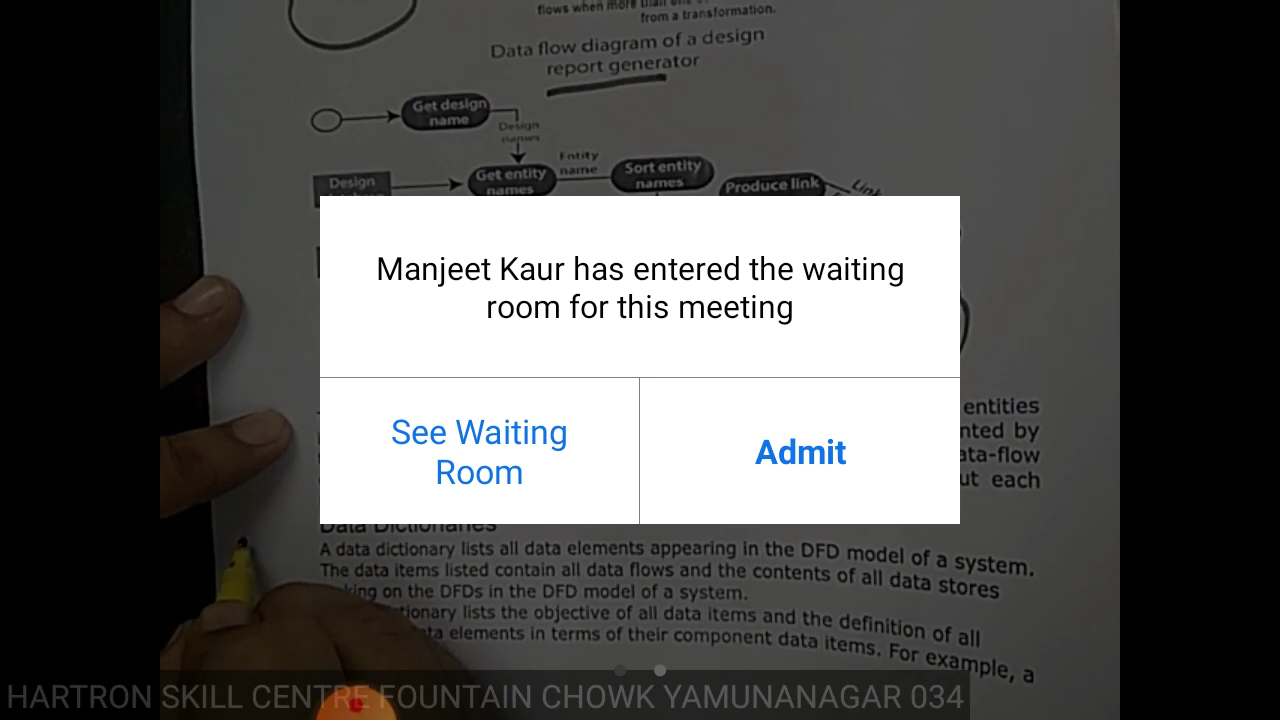 flows when more than one
from a transformation.
Data flow diagram of a design
report generator
Get design
name
Design
names
Entity
name
Get entity
names
Sort entity
names
Produce link
Link
Design
Manjeet Kaur has entered the waiting
room for this meeting
See Waiting
Room
Admit
entities
ata-flow
each
Data Dictionaries
A data dictionary lists all data elements appearing in the DFD model of a system.
The data items listed contain all data flows and the contents of all data stores
king on the DFDs in the DFD model of a system.
tionary lists the objective of all data items and the definition of all
ta elements in terms of their component data items. For example, a
HARTRON SKILL CENTRE FOUNTAIN CHOWK YAMUNANAGAR 034